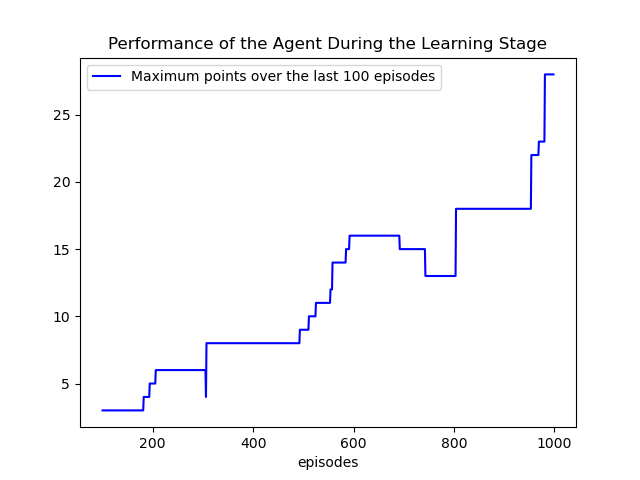 Performance of the Agent During the Learning Stage
Maximum points over the last 100 episodes
25
20
15
10
5
200 400 600 800 1000
episodes